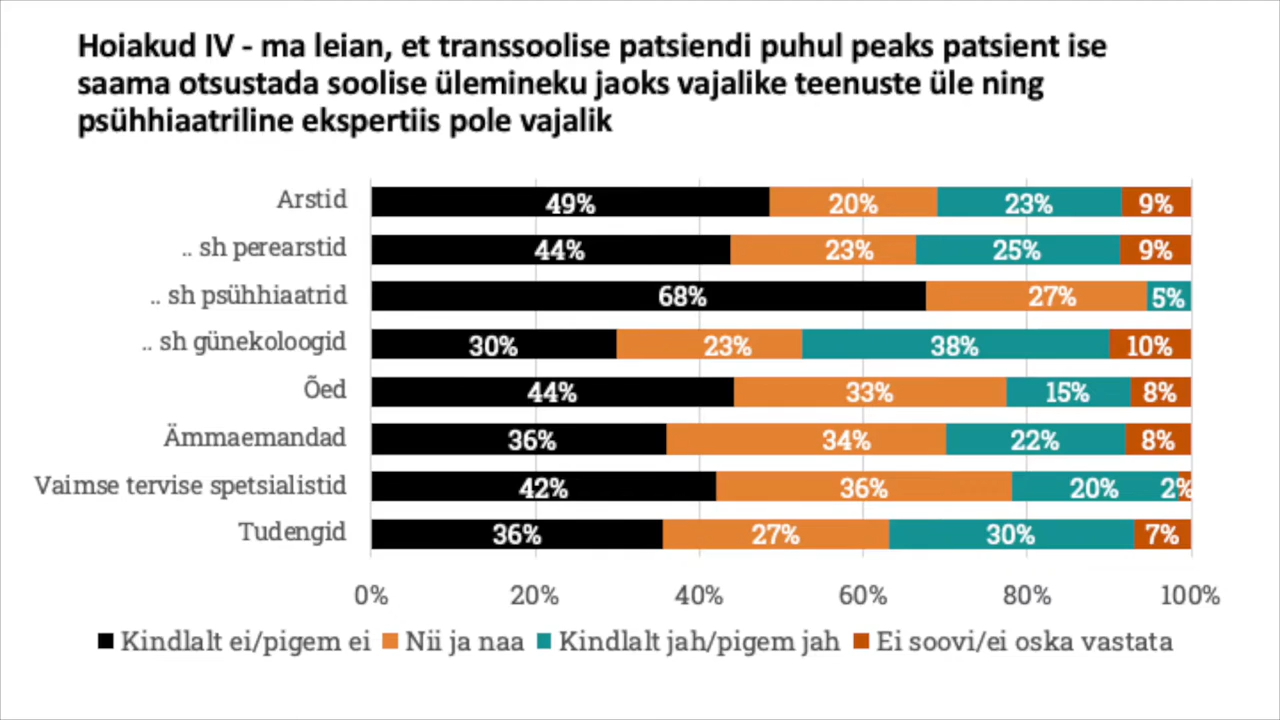 Hoiakud IV - ma leian, et transsoolise patsiendi puhul peaks patsient ise
saama otsustada soolise ülemineku jaoks vajalike teenuste üle ning
psühhiaatriline ekspertiis pole vajalik
Arstid 49% 20% 23% 9%
.. sh perearstid 44% 23% 25% 9%
.. sh psühhiaatrid 68% 27% 5%
.. sh günekoloogid 30% 23% 38% 10%
Õed 44% 33% 15% 8%
Ämmaemandad 36% 34% 22% 8%
Vaimse tervise spetsialistid 42% 36% 20% 2%
Tudengid 36% 27% 30% 7%
0% 20% 40% 60% 80% 100%
Kindlalt ei/pigem ei Nii ja naa Kindlalt jah/pigem jah Ei soovi/ei oska vastata